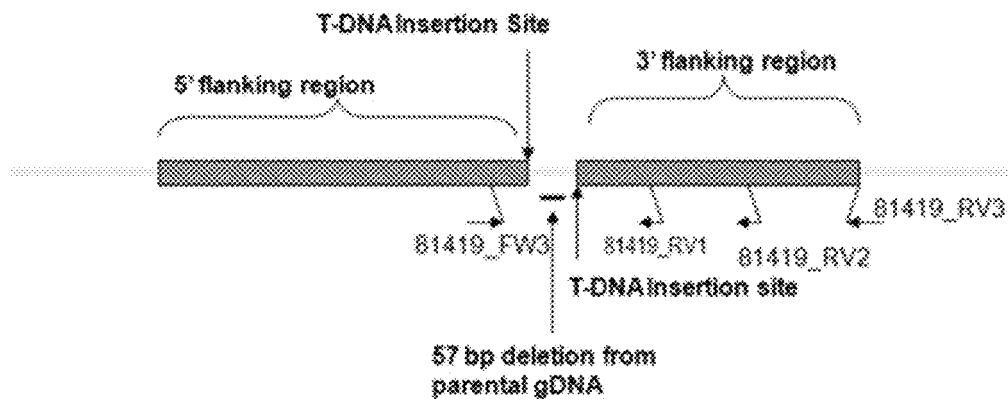 T-DNA Insertion Site
3' flanking region
5' flanking region
81419_FW3
81419_RV1
81419_RV2
81419_RV3
T-DNA Insertion site
57 bp deletion from
parental gDNA